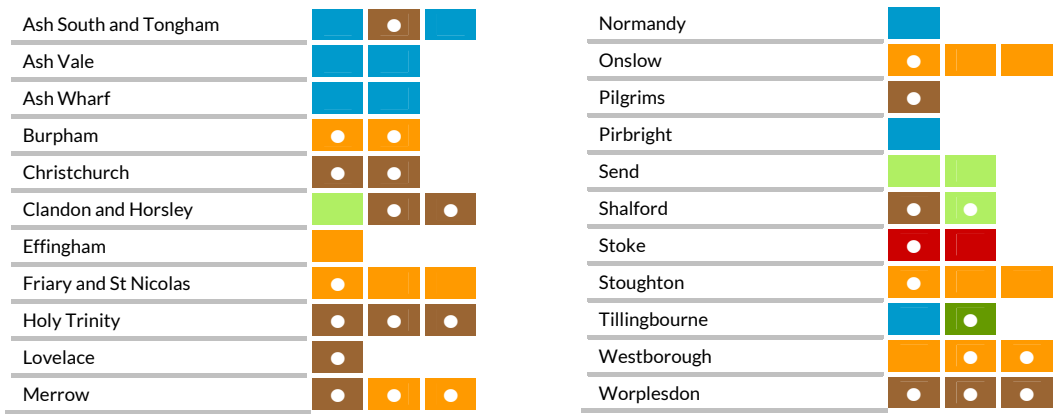 Ash South and Tongham
Ash Vale
Ash Wharf
Burpham
Christchurch
Clandon and Horsley
Effingham
Friary and St Nicolas
Holy Trinity
Lovelace
Merrow
Normandy
Onslow
Pilgrims
Pirbright
Send
Shalford
Stoke
Stoughton
Tillingbourne
Westborough
Worplesdon